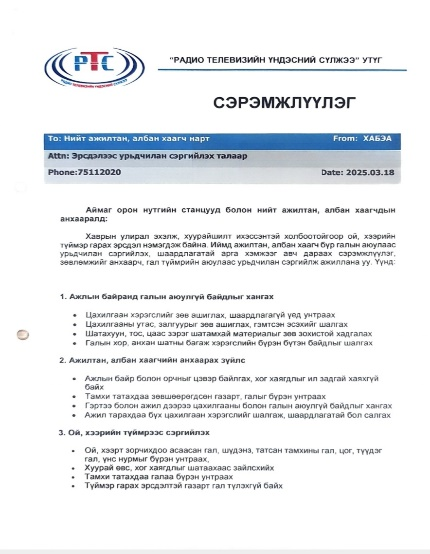 РТС
РАДИО ТЕЛЕВИЗИЙН ҮНДЭСНИЙ СҮЛЖЭЭ
"РАДИО ТЕЛЕВИЗИЙН ҮНДЭСНИЙ СҮЛЖЭЭ" УТҮГ
СЭРЭМЖЛҮҮЛЭГ
To: Нийт ажилтан, албан хаагч нарт From: ХАБЭА
Attn: Эрсдэлээс урьдчилан сэргийлэх талаар
Phone:75112020 Date: 2025.03.18
Аймаг орон нутгийн станцууд болон нийт ажилтан, албан хаагчдын
анхааралд:
Хаврын улирал эхэлж, хуурайшилт ихэссэнтэй холбоотойгоор ой, хээрийн
түймэр гарах эрсдэл нэмэгдэж байна. Иймд ажилтан, албан хаагч бүр галын аюулаас
урьдчилан сэргийлэх, шаардлагатай арга хэмжээг авч дараах сэрэмжлүүлэг,
зөвлөмжийг анхаарч, гал түймрийн аюулаас урьдчилан сэргийлж ажиллана уу. Үүнд:
1. Ажлын байранд галын аюулгүй байдлыг хангах
• Цахилгаан хэрэгслийг зөв ашиглах, шаардлагагүй үед унтраах
• Цахилгааны утас, залгуурыг зөв ашиглах, гэмтсэн эсэхийг шалгах
• Шатахуун, тос, цаас зэрэг шатамхай материалыг зөв зохистой хадгалах
• Галын хор, анхан шатны багаж хэрэгслийн бүрэн бүтэн байдлыг шалгах
2. Ажилтан, албан хаагчийн анхаарах зүйлс
• Ажлын байр болон орчныг цэвэр байлгах, хог хаягдлыг ил задгай хаяхгүй
байх
• Тамхи татахдаа зөвшөөрөгдсөн газарт, галыг бүрэн унтраах
• Гэртээ болон ажил дээрээ цахилгааны болон галын аюулгүй байдлыг хангах
• Ажил тарахдаа бүх цахилгаан хэрэгслийг шалгаж, шаардлагатай бол салгах
3. Ой, хээрийн түймрээс сэргийлэх
• Ой, хээрт зорчихдоо асаасан гал, шүдэнз, татсан тамхины гал, цог, түүдэг
гал, үнс нурмыг бүрэн унтраах,
• Хуурай өвс, хог хаягдлыг шатаахаас зайлсхийх
• Тамхи татахдаа галаа бүрэн унтраах
• Түймэр гарах эрсдэлтэй газарт гал түлэхгүй байх